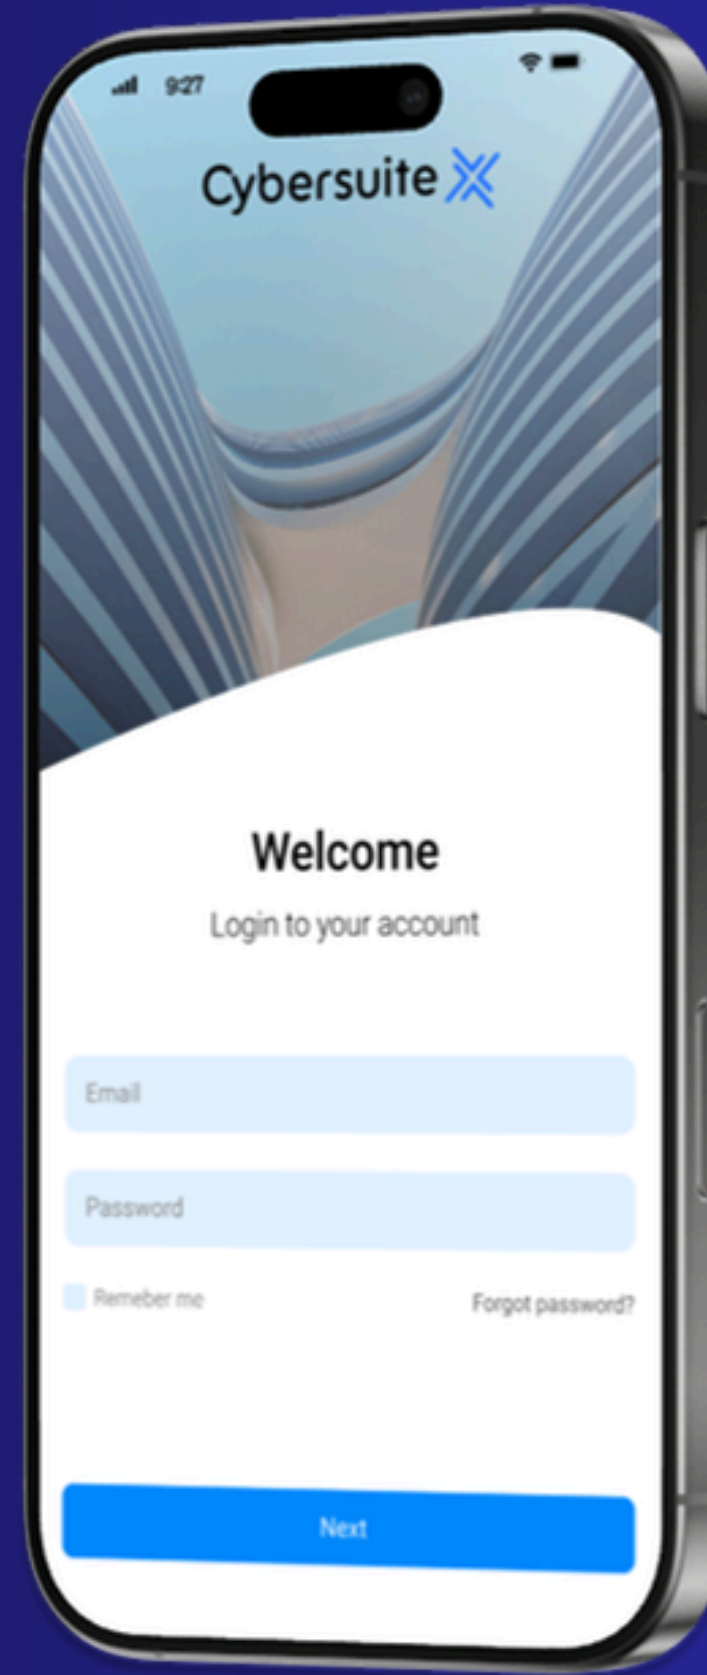 9:27
Cybersuite X
Welcome
Login to your account
Email
Password
Remeber me
Forgot password?
Next